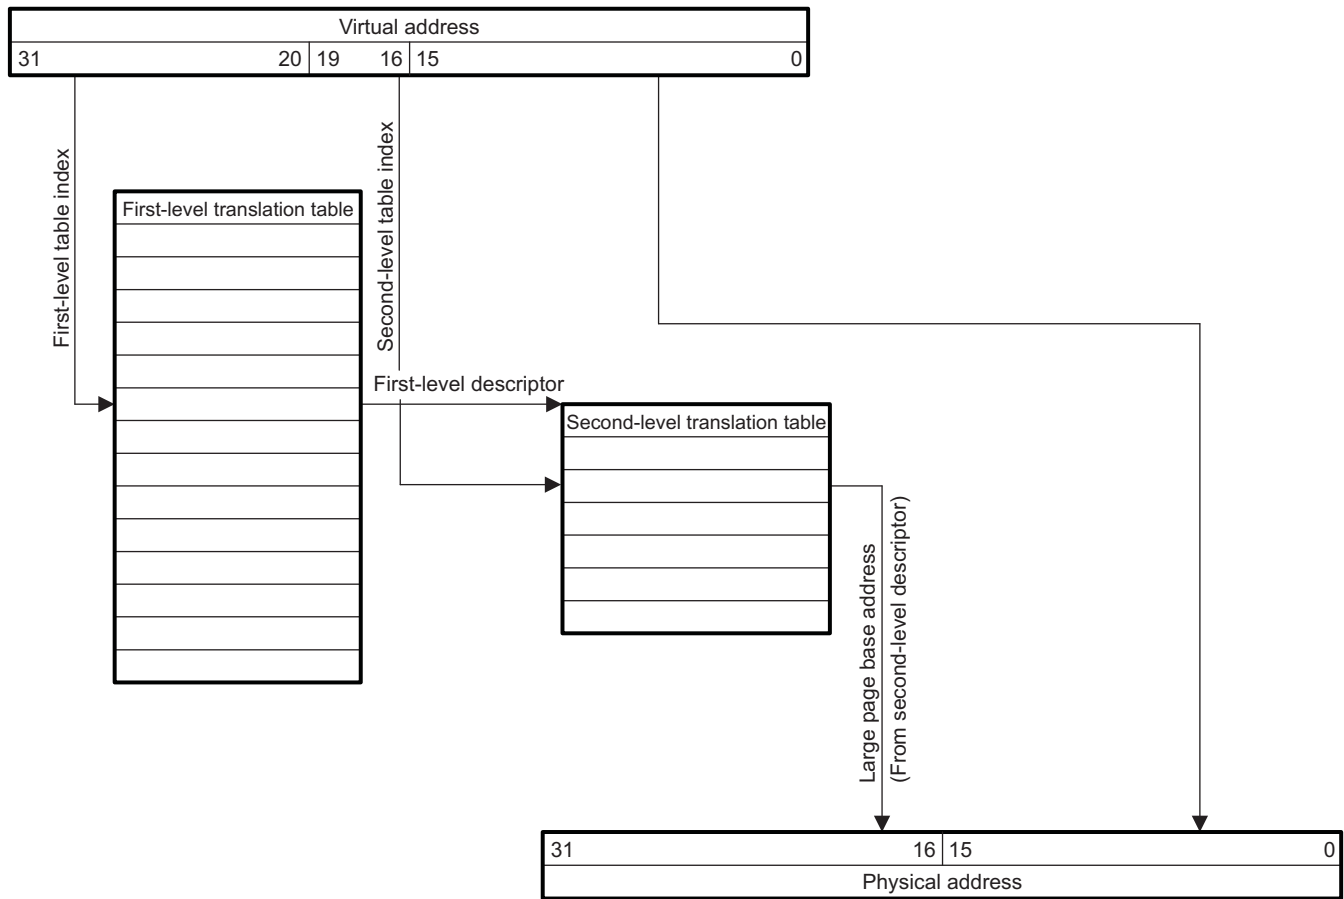 Virtual address
31 20 19 16 15 0
First-level table index
Second-level table index
First-level translation table
First-level descriptor
Second-level translation table
Large page base address
(From second-level descriptor)
31 16 15 0
Physical address